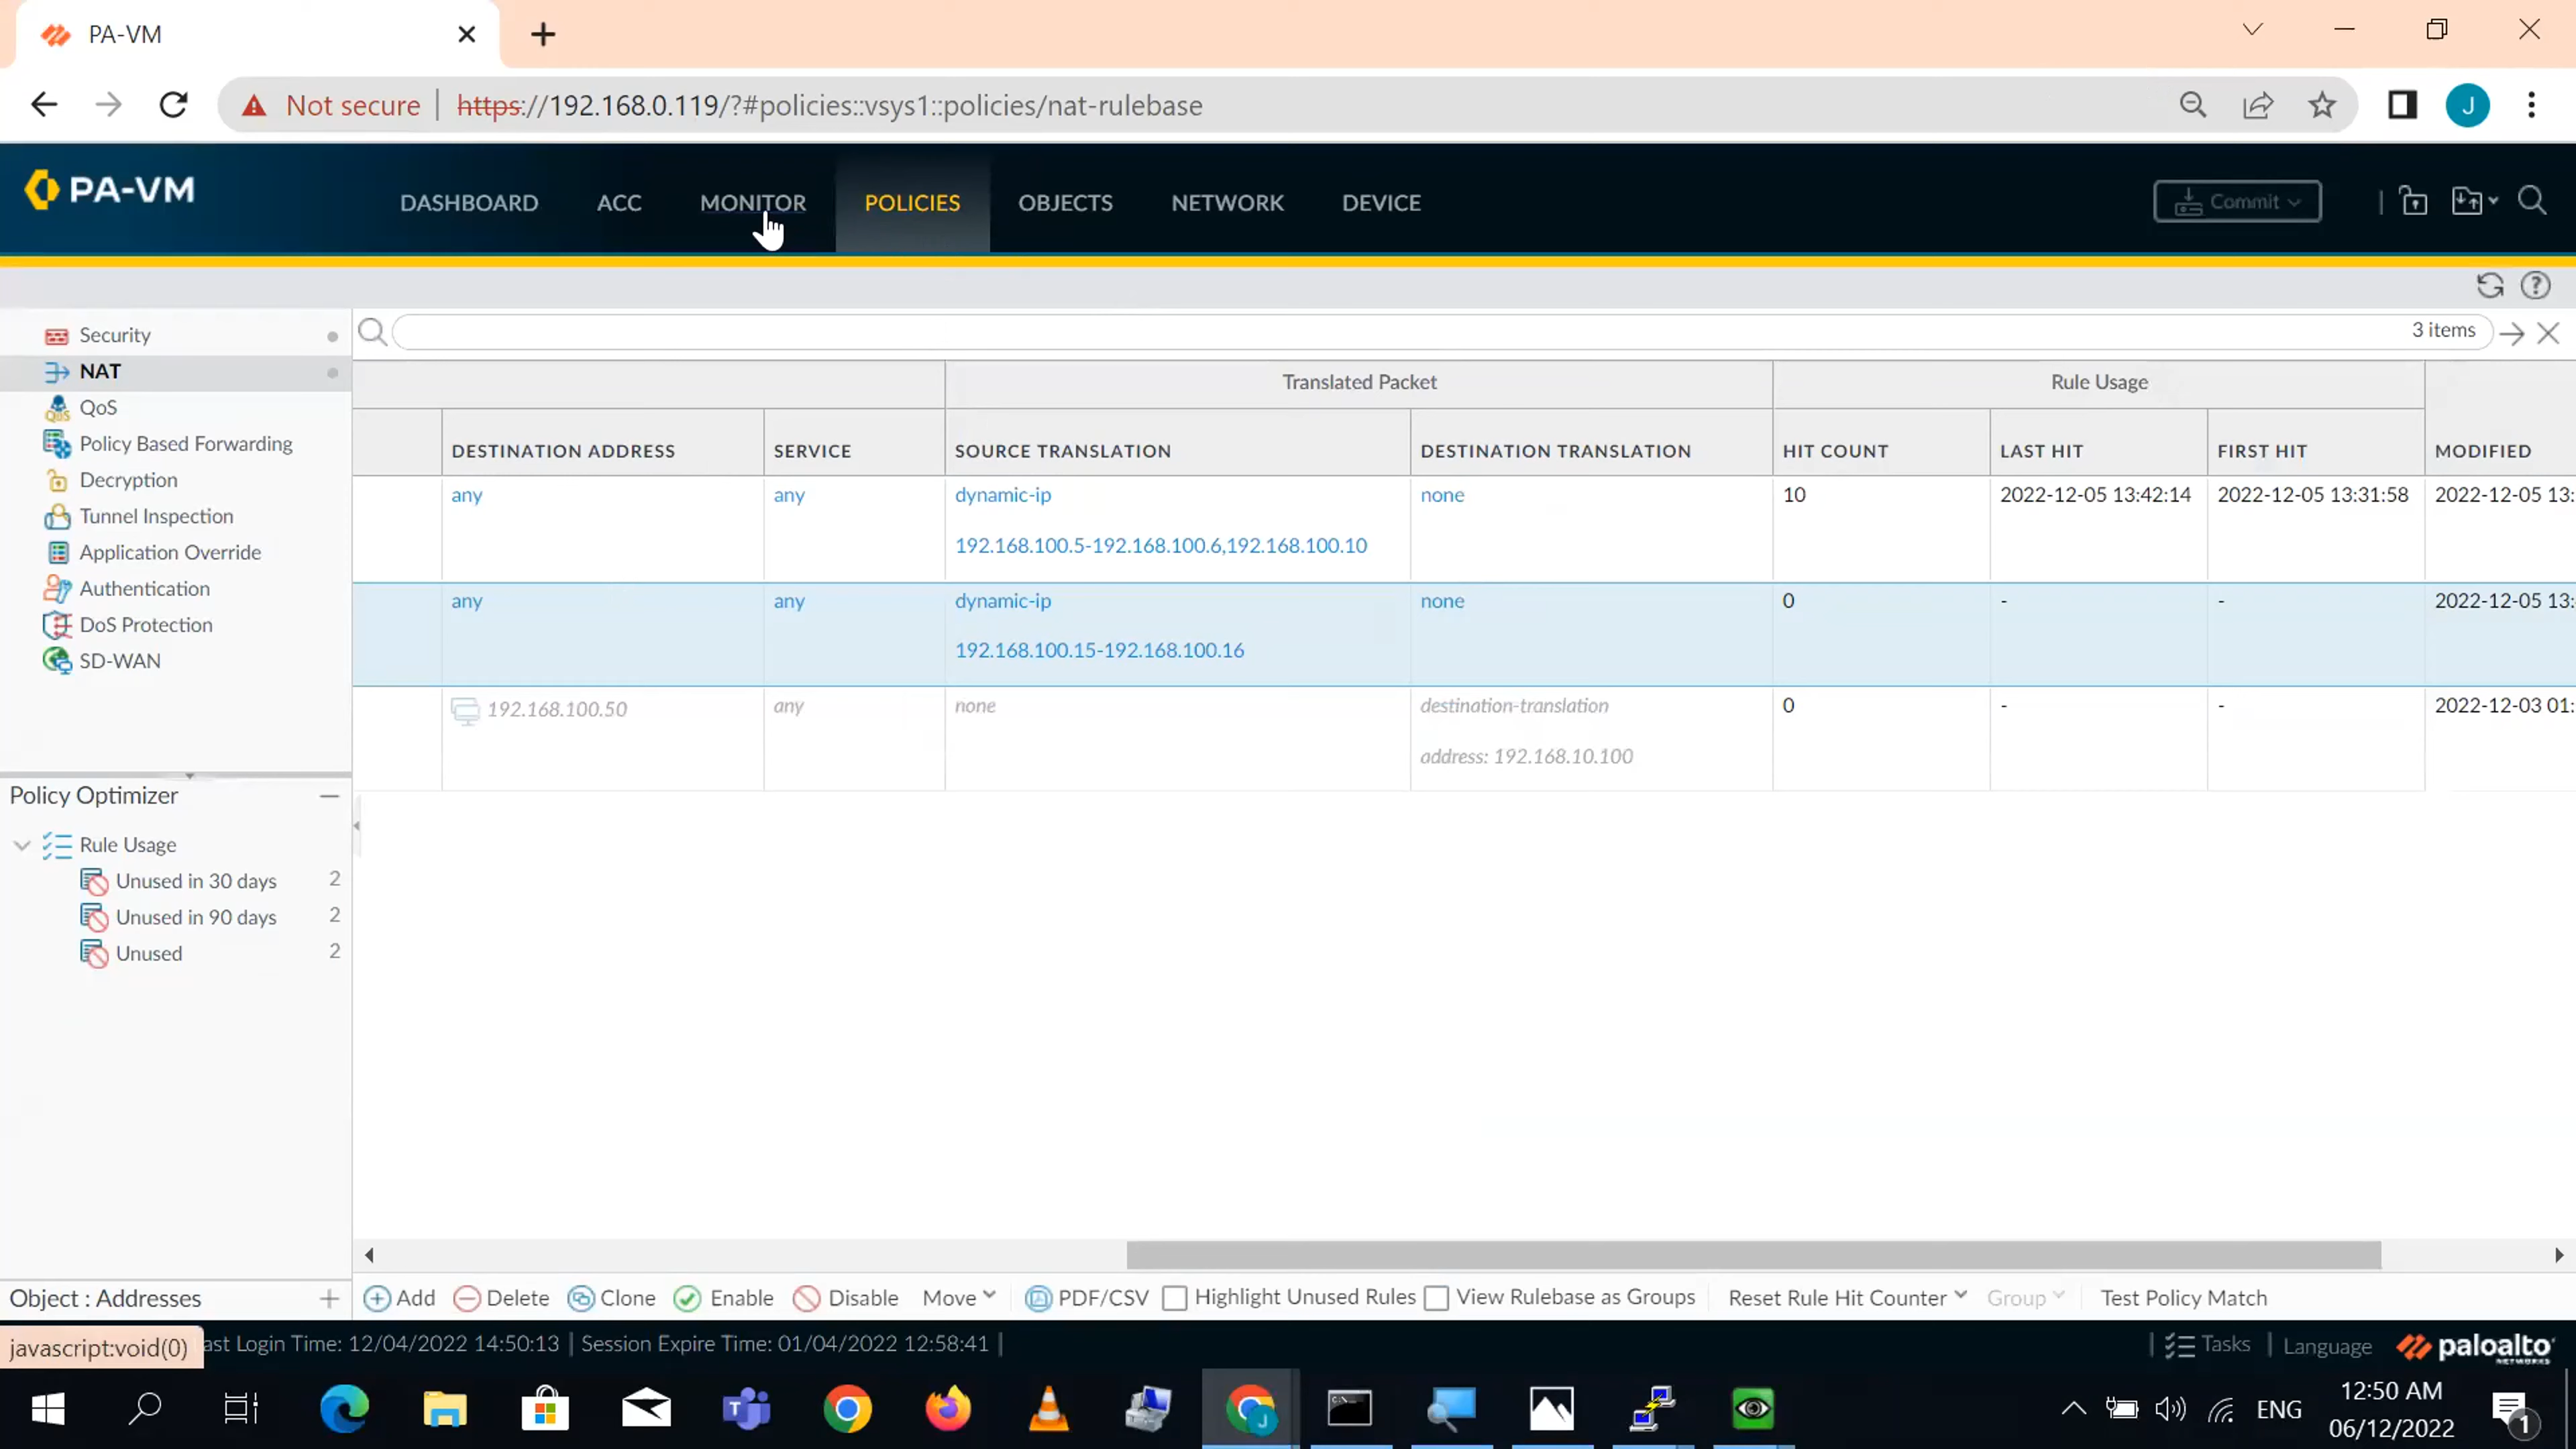 PA-VM
Not secure | https://192.168.0.119/?#policies::vsys1::policies/nat-rulebase
J
PA-VM
DASHBOARD ACC MONITOR POLICIES OBJECTS NETWORK DEVICE
Commit
Security
NAT
QoS
Policy Based Forwarding
Decryption
Tunnel Inspection
Application Override
Authentication
DoS Protection
SD-WAN
3 items
Translated Packet Rule Usage
DESTINATION ADDRESS SERVICE SOURCE TRANSLATION DESTINATION TRANSLATION HIT COUNT LAST HIT FIRST HIT MODIFIED
any any dynamic-ip none 10 2022-12-05 13:42:14 2022-12-05 13:31:58 2022-12-05 13:
192.168.100.5-192.168.100.6,192.168.100.10
any any dynamic-ip none 0 - - 2022-12-05 13:
192.168.100.15-192.168.100.16
192.168.100.50 any none destination-translation 0 - - 2022-12-03 01:
address: 192.168.10.100
Policy Optimizer
Rule Usage
Unused in 30 days 2
Unused in 90 days 2
Unused 2
Object : Addresses
Add Delete Clone Enable Disable Move PDF/CSV Highlight Unused Rules View Rulebase as Groups Reset Rule Hit Counter Group Test Policy Match
javascript:void(0)
ast Login Time: 12/04/2022 14:50:13 | Session Expire Time: 01/04/2022 12:58:41 |
Tasks | Language paloalto
NETWORKS
ENG
12:50 AM
06/12/2022
1